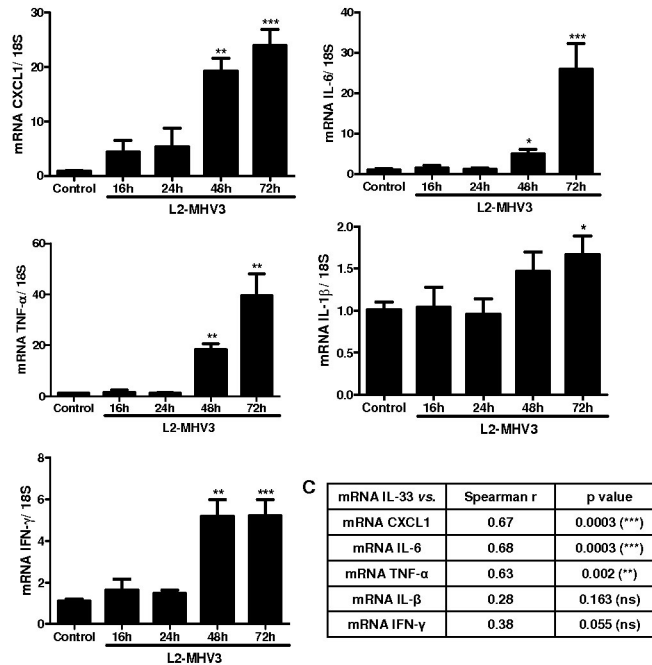 mRNA CXCL1/ 18S
30
20
10
0
*** 
**
Control 16h 24h 48h 72h
L2-MHV3
mRNA IL-6/ 18S
40
30
20
10
0
***
*
Control 16h 24h 48h 72h
L2-MHV3
mRNA TNF-α/ 18S
60
40
20
0
**
**
Control 16h 24h 48h 72h
L2-MHV3
mRNA IL-1β/ 18S
2.0
1.5
1.0
0.5
0.0
*
Control 16h 24h 48h 72h
L2-MHV3
mRNA IFN-γ/ 18S
8
6
4
2
0
** ***
Control 16h 24h 48h 72h
L2-MHV3
C
mRNA IL-33 vs. Spearman r p value
mRNA CXCL1 0.67 0.0003 (***)
mRNA IL-6 0.68 0.0003 (***)
mRNA TNF-α 0.63 0.002 (**)
mRNA IL-β 0.28 0.163 (ns)
mRNA IFN-γ 0.38 0.055 (ns)